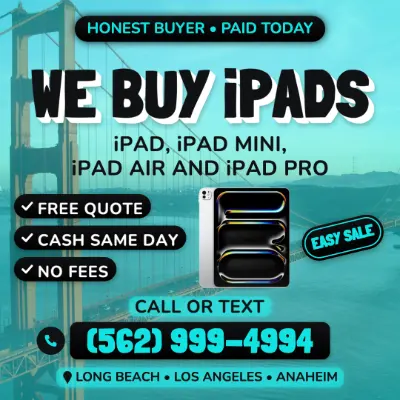 HONEST BUYER • PAID TODAY
WE BUY iPADS
iPAD, iPAD MINI,
iPAD AIR AND iPAD PRO
FREE QUOTE
CASH SAME DAY
NO FEES
EASY SALE
CALL OR TEXT
(562) 999-4994
LONG BEACH • LOS ANGELES • ANAHEIM